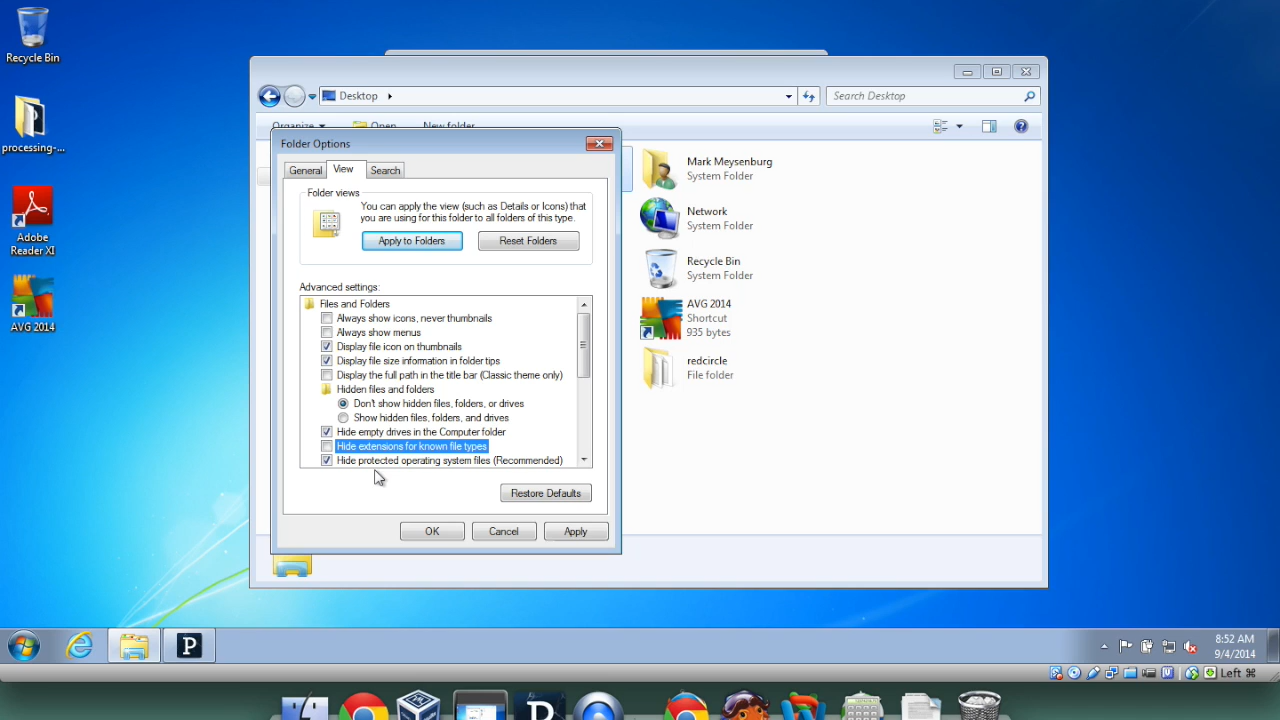 Recycle Bin
processing-...
Adobe
Reader XI
AVG 2014
Desktop
Search Desktop
Organize
Open
New folder
Folder Options
General
View
Search
Folder views
You can apply the view (such as Details or Icons) that
you are using for this folder to all folders of this type.
Apply to Folders
Reset Folders
Advanced settings:
Files and Folders
Always show icons, never thumbnails
Always show menus
Display file icon on thumbnails
Display file size information in folder tips
Display the full path in the title bar (Classic theme only)
Hidden files and folders
Don't show hidden files, folders, or drives
Show hidden files, folders, and drives
Hide empty drives in the Computer folder
Hide extensions for known file types
Hide protected operating system files (Recommended)
Restore Defaults
OK
Cancel
Apply
Mark Meysenburg
System Folder
Network
System Folder
Recycle Bin
System Folder
AVG 2014
Shortcut
935 bytes
redcircle
File folder
P
8:52 AM
9/4/2014
Left ⌘